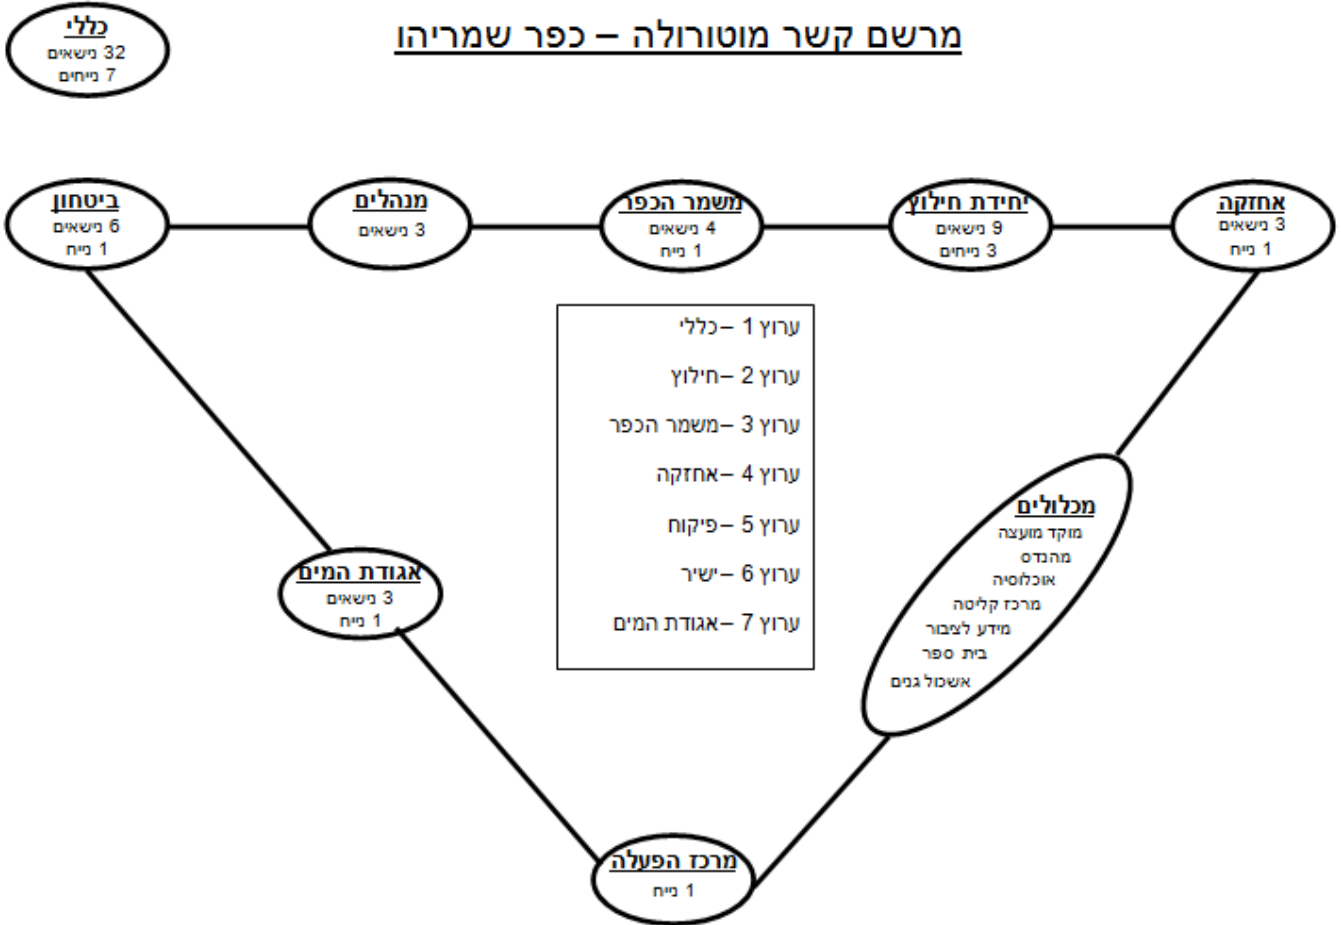 מרשם קשר מוטורולה – כפר שמריהו
כללי
32 נישאים
7 נייחים
אחזקה
3 נישאים
1 נייח
יחידת חילוץ
9 נישאים
3 נייחים
משמר הכפר
4 נישאים
1 נייח
מנהלים
3 נישאים
ביטחון
6 נישאים
1 נייח
ערוץ 1 –כללי
ערוץ 2 –חילוץ
ערוץ 3 –משמר הכפר
ערוץ 4 –אחזקה
ערוץ 5 –פיקוח
ערוץ 6 –ישיר
ערוץ 7 –אגודת המים
מכלולים
מוקד מועצה
מהנדס
אוכלוסיה
מרכז קליטה
מידע לציבור
בית ספר
אשכול גנים
אגודת המים
3 נישאים
1 נייח
מרכז הפעלה
1 נייח